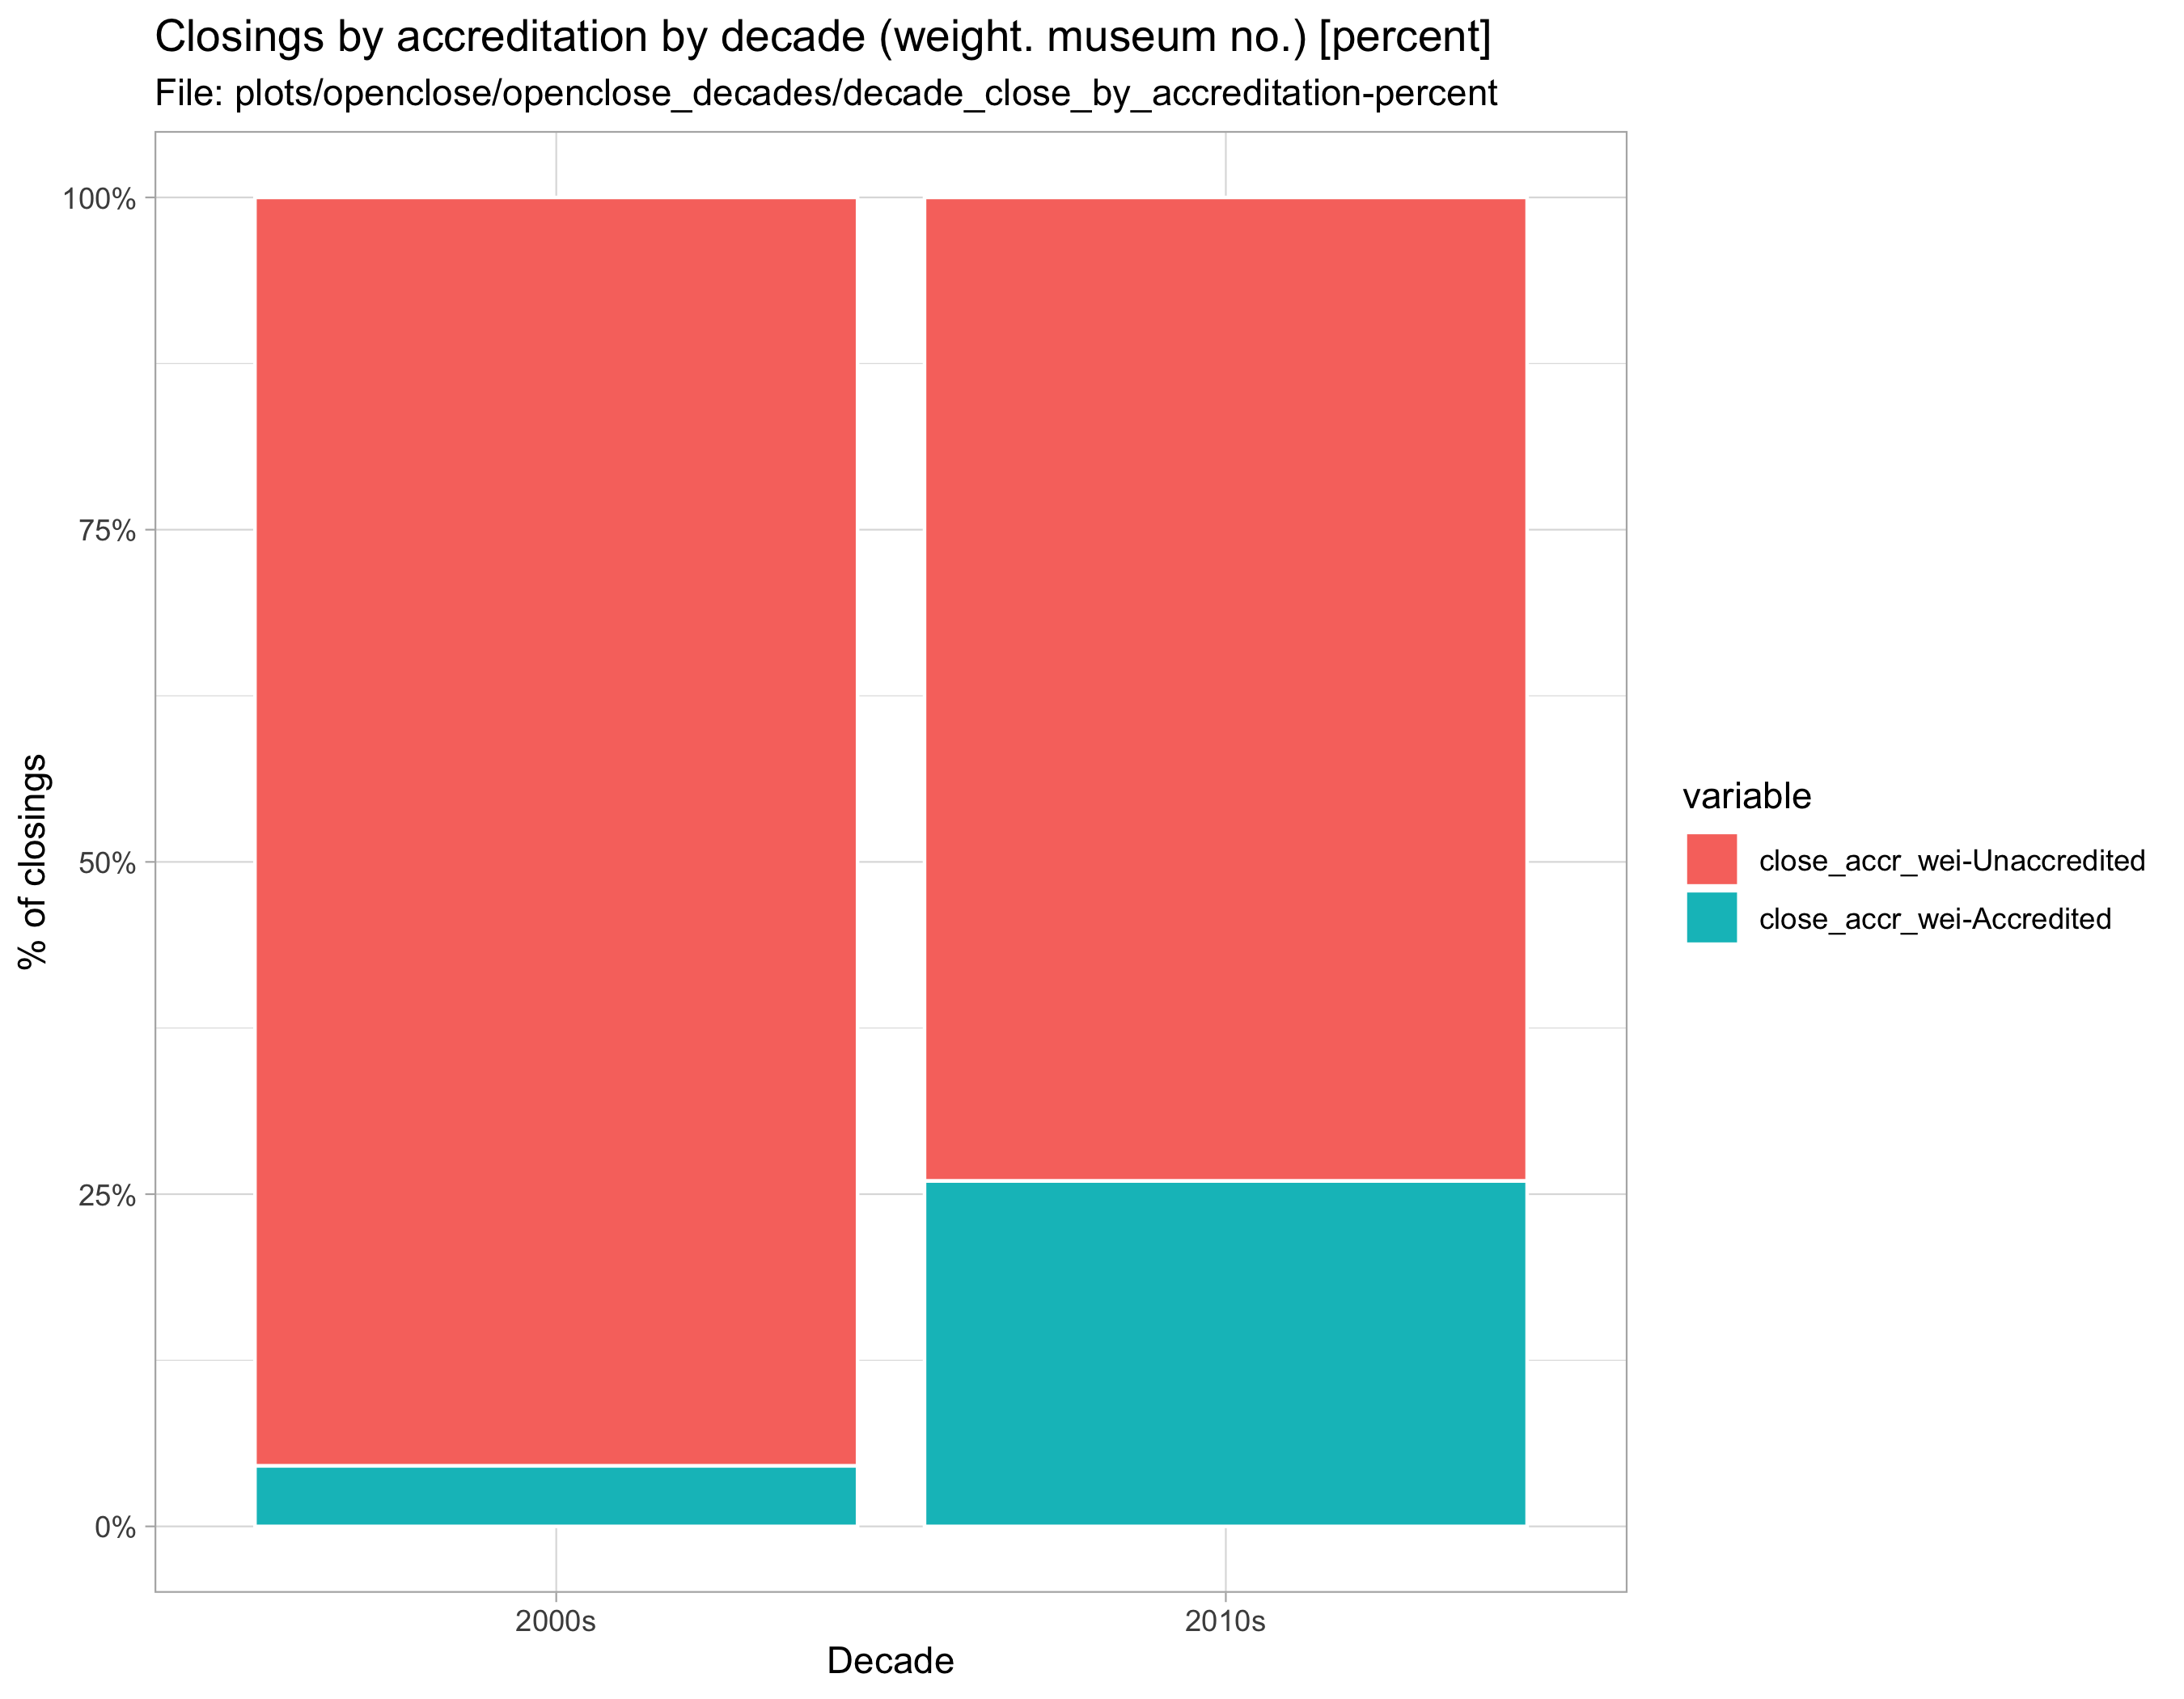 Closings by accreditation by decade (weight. museum no.) [percent]
File: plots/openclose/openclose_decades/decade_close_by_accreditation-percent
100%
75%
50%
25%
0%
% of closings
2000s
2010s
Decade
variable
close_accr_wei-Unaccredited
close_accr_wei-Accredited